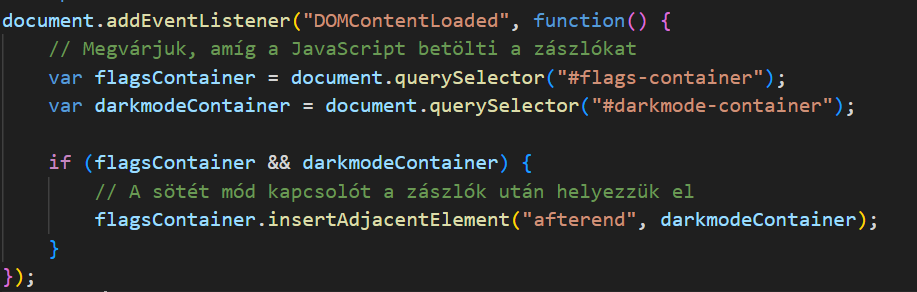 document.addEventListener("DOMContentLoaded", function() {
    // Megvárjuk, amíg a JavaScript betölti a zászlókat
    var flagsContainer = document.querySelector("#flags-container");
    var darkmodeContainer = document.querySelector("#darkmode-container");

    if (flagsContainer && darkmodeContainer) {
        // A sötét mód kapcsolót a zászlók után helyezzük el
        flagsContainer.insertAdjacentElement("afterend", darkmodeContainer);
    }
});